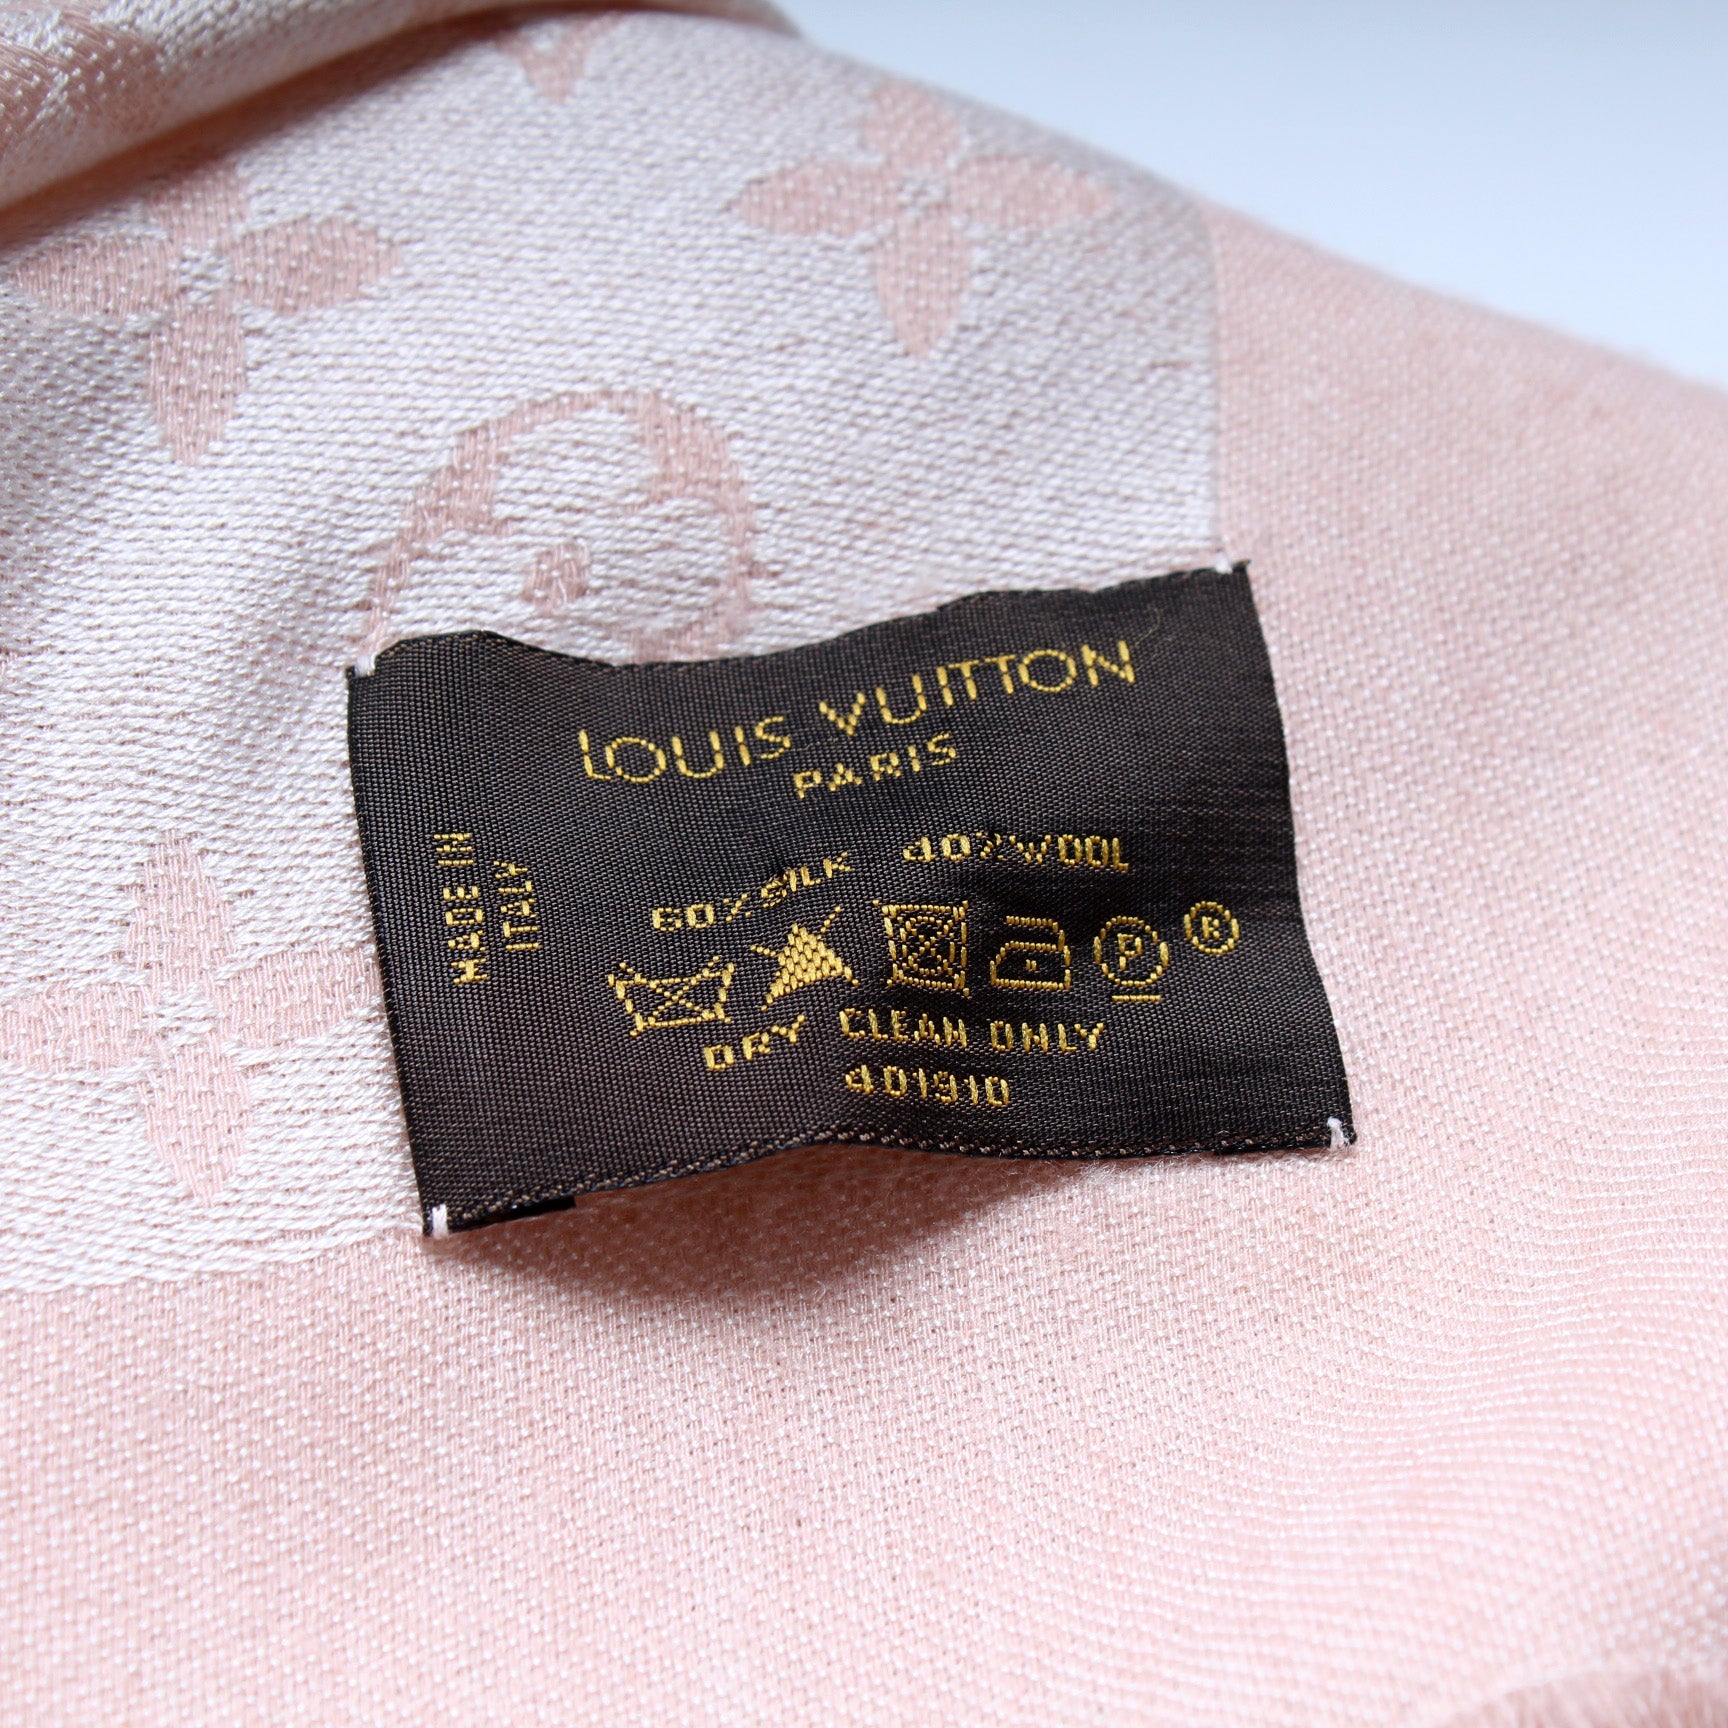 LOUIS VUITTON
PARIS
MADE IN
ITALY
60%SILK 40%WOOL
P R
DRY CLEAN ONLY
401910